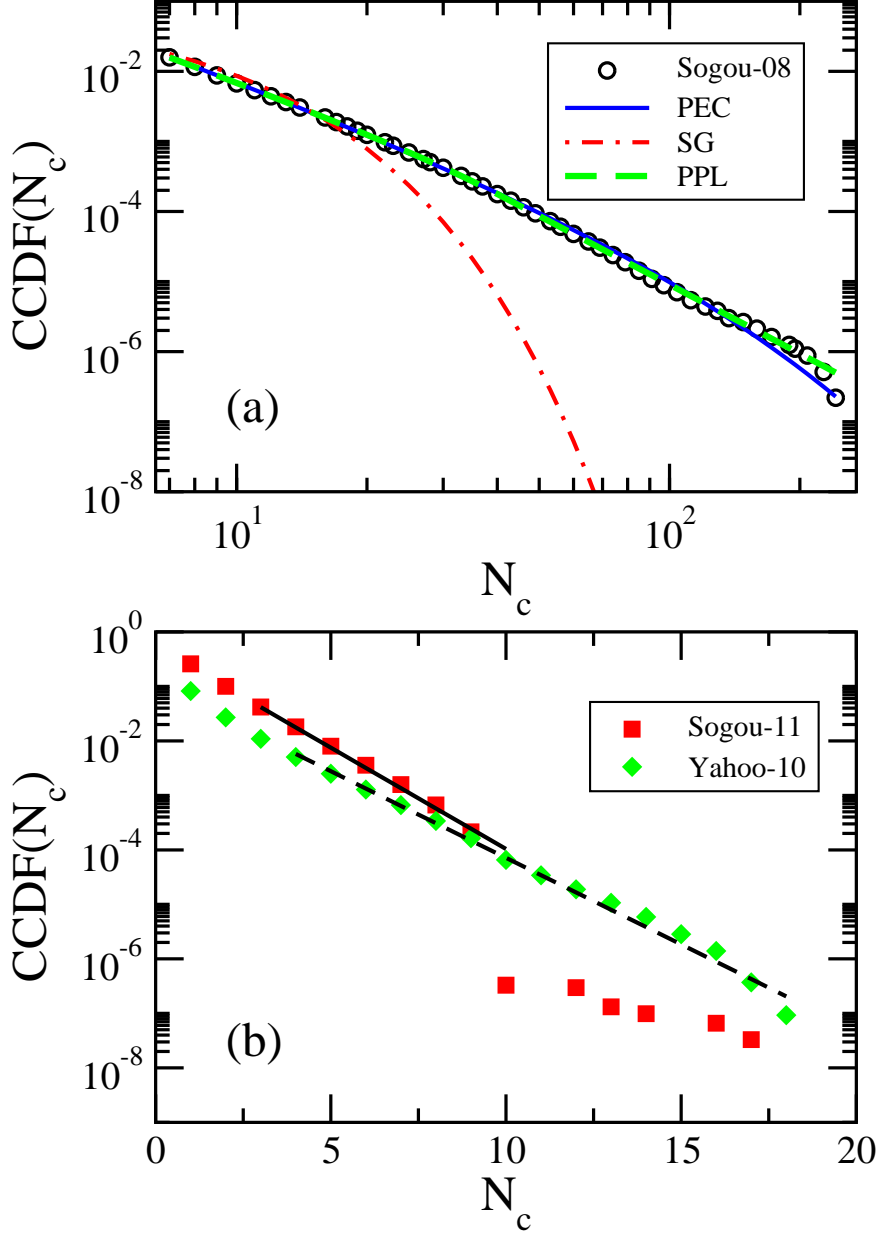 CCDF(N_c)
10^-2
10^-4
10^-6
10^-8
Sogou-08
PEC
SG
PPL
(a)
10^1
10^2
N_c
CCDF(N_c)
10^0
10^-2
10^-4
10^-6
10^-8
Sogou-11
Yahoo-10
(b)
0
5
10
15
20
N_c